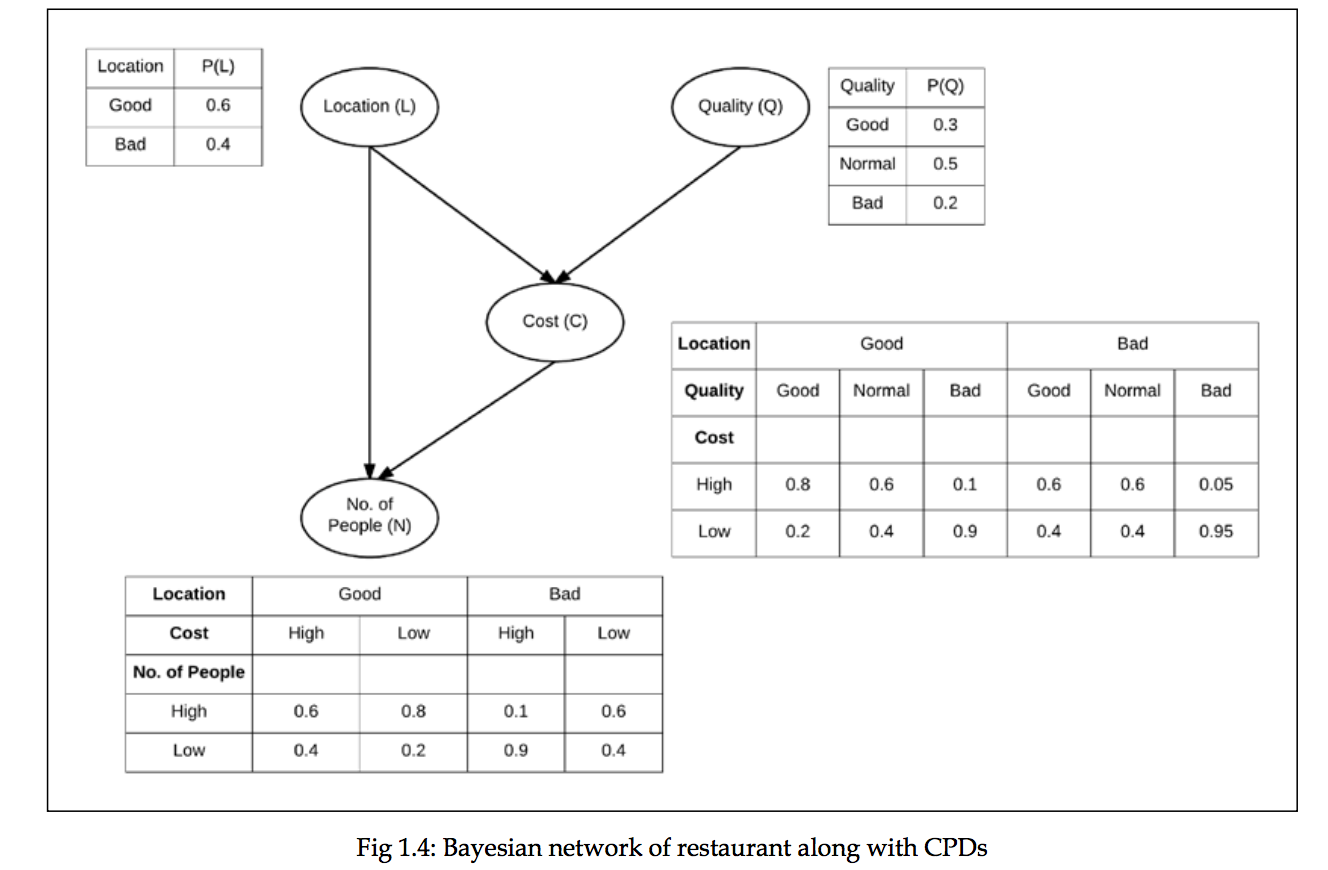 Location P(L)
Good 0.6
Bad 0.4
Location (L)
Quality (Q)
Quality P(Q)
Good 0.3
Normal 0.5
Bad 0.2
Cost (C)
Location Good Bad
Quality Good Normal Bad Good Normal Bad
Cost
High 0.8 0.6 0.1 0.6 0.6 0.05
Low 0.2 0.4 0.9 0.4 0.4 0.95
No. of
People (N)
Location Good Bad
Cost High Low High Low
No. of People
High 0.6 0.8 0.1 0.6
Low 0.4 0.2 0.9 0.4
Fig 1.4: Bayesian network of restaurant along with CPDs